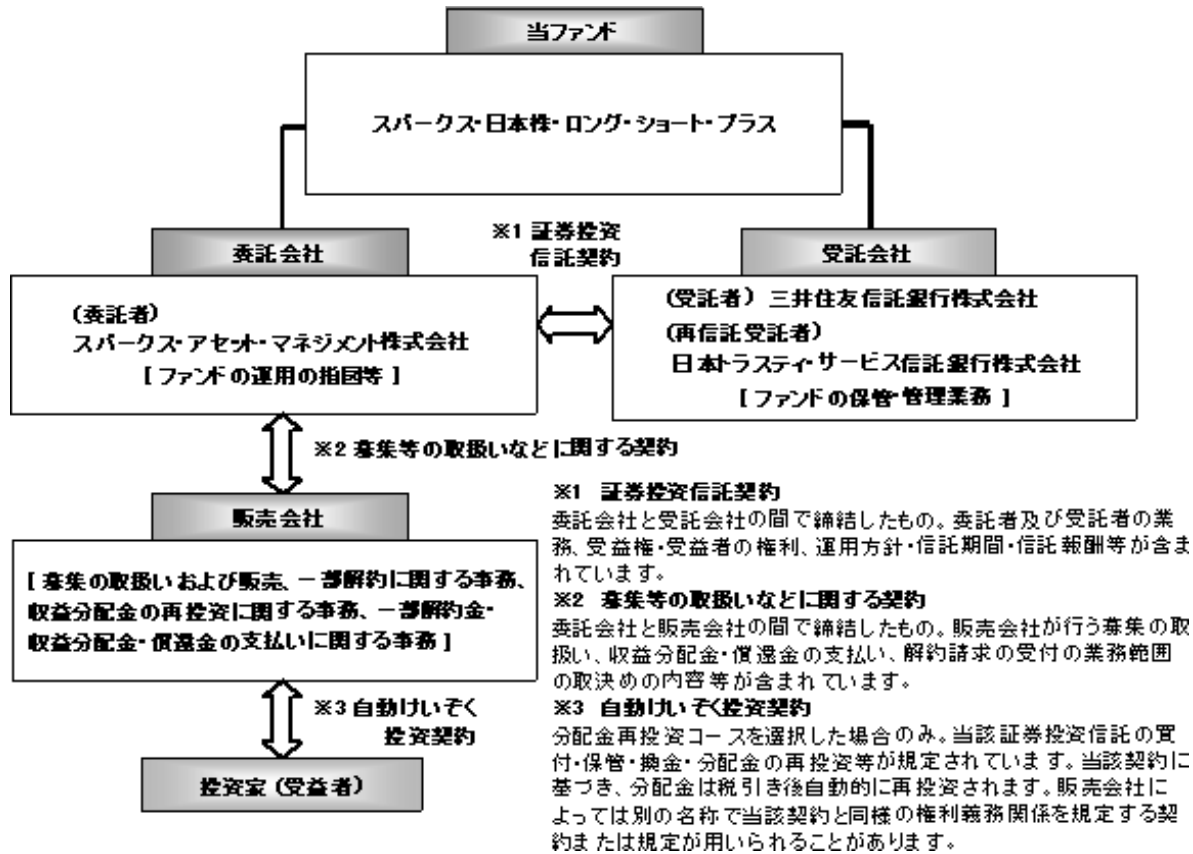 当ファンド
スパークス・日本株・ロング・ショート・プラス
※1 証券投資
信託契約
委託会社
(委託者)
スパークス・アセット・マネジメント株式会社
[ ファンドの運用の指図等 ]
受託会社
(受託者) 三井住友信託銀行株式会社
(再信託受託者)
日本トラスティ・サービス信託銀行株式会社
[ ファンドの保管・管理業務 ]
※2 募集等の取扱いなどに関する契約
販売会社
[ 募集の取扱いおよび販売、一部解約に関する事務、
収益分配金の再投資に関する事務、一部解約金・
収益分配金・償還金の支払いに関する事務 ]
※3 自動けいぞく
投資契約
投資家 (受益者)
※1 証券投資信託契約
委託会社と受託会社の間で締結したもの。委託者及び受託者の業
務、受益権・受益者の権利、運用方針・信託期間・信託報酬等が含ま
れています。
※2 募集等の取扱いなどに関する契約
委託会社と販売会社の間で締結したもの。販売会社が行う募集の取
扱い、収益分配金・償還金の支払い、解約請求の受付の業務範囲
の取決めの内容等が含まれています。
※3 自動けいぞく投資契約
分配金再投資コースを選択した場合のみ。当該証券投資信託の買
付・保管・換金・分配金の再投資等が規定されています。当該契約に
基づき、分配金は税引き後自動的に再投資されます。販売会社に
よっては別の名称で当該契約と同様の権利義務関係を規定する契
約または規定が用いられることがあります。